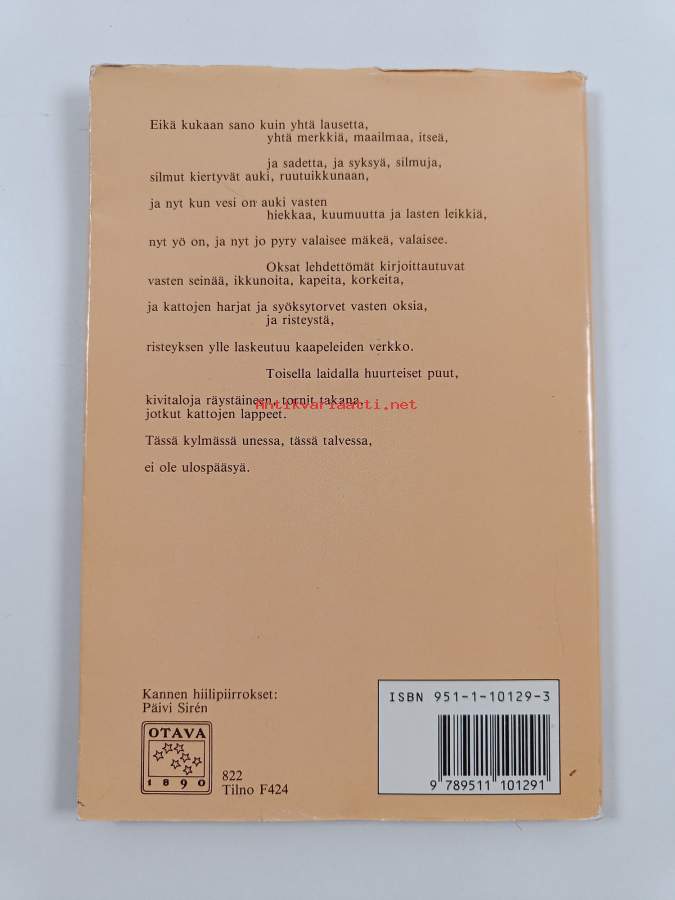 Eikä kukaan sano kuin yhtä lausetta,
yhtä merkkiä, maailmaa, itseä,
ja sadetta, ja syksyä, silmuja,
silmut kiertyvät auki, ruutuikkunaan,
ja nyt kun vesi on auki vasten
hiekkaa, kuumuutta ja lasten leikkiä,
nyt yö on, ja nyt jo pyry valaisee mäkeä, valaisee.
Oksat lehdettömät kirjoittautuvat
vasten seinää, ikkunoita, kapeita, korkeita,
ja kattojen harjat ja syöksytorvet vasten oksia,
ja risteystä,
risteyksen ylle laskeutuu kaapeleiden verkko.
Toisella laidalla huurteiset puut,
kivitaloja räystäineen, tornit takana,
Antikvariaatti.net
jotkut kattojen lappeet.
Tässä kylmässä unessa, tässä talvessa,
ei ole ulospääsyä.
Kannen hiilipiirrokset:
Päivi Sirén
OTAVA
1890
822
Tilno F424
ISBN 951-1-10129-3
9 789511 101291